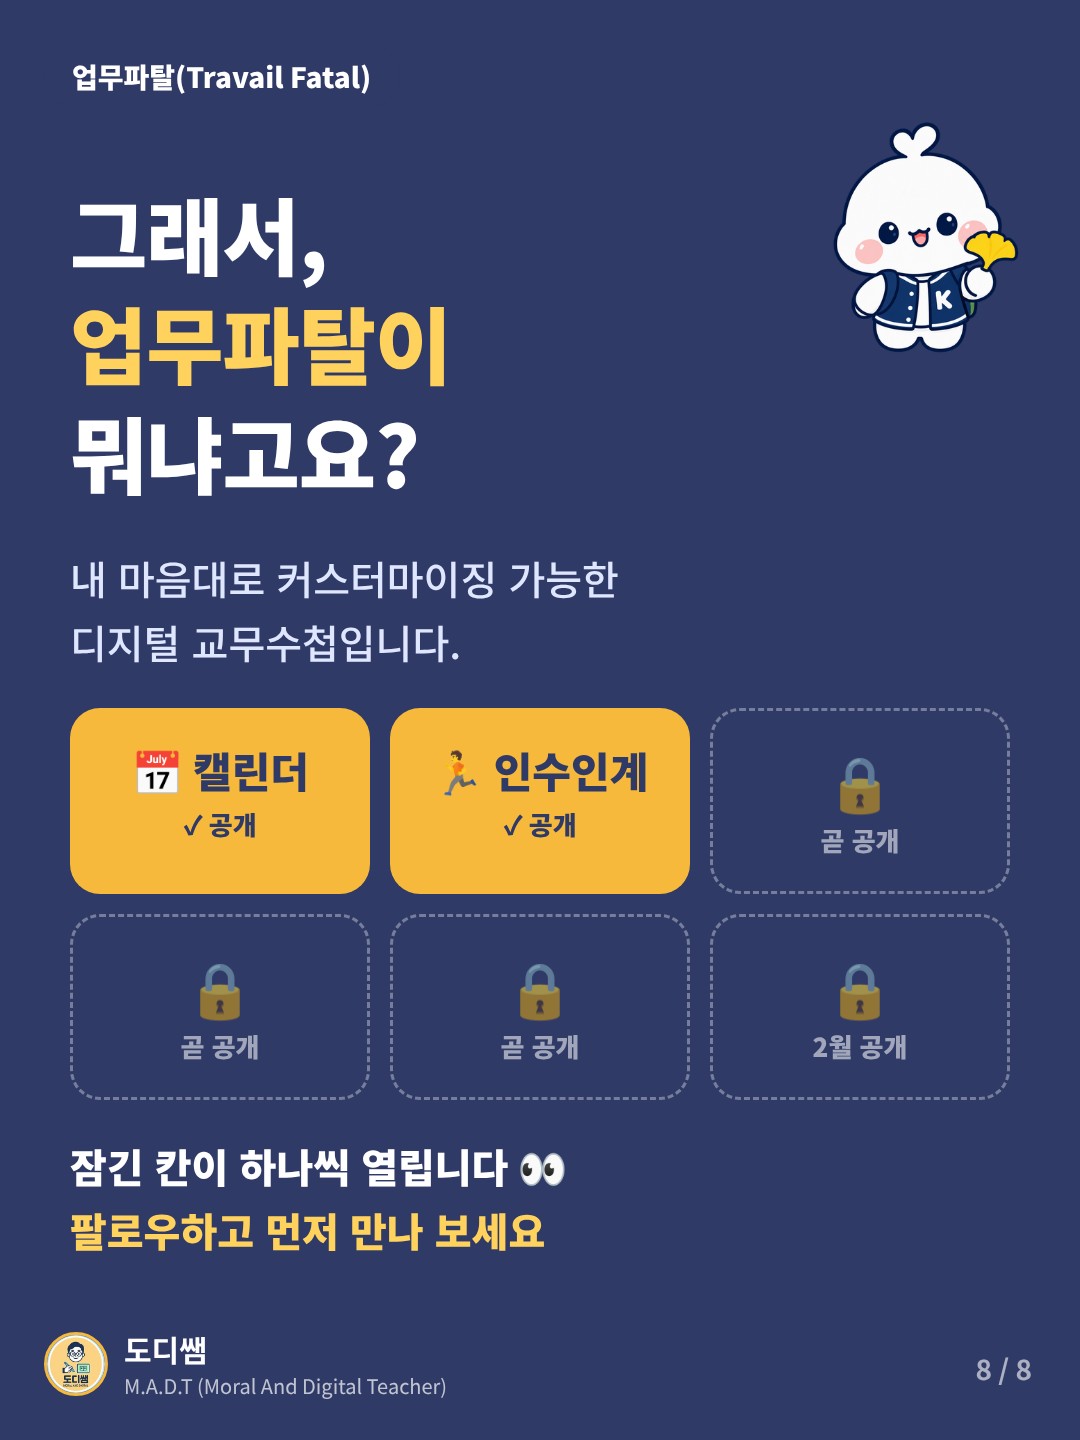 업무파탈(Travail Fatal)
그래서,
업무파탈이
뭐냐고요?
K
내 마음대로 커스터마이징 가능한
디지털 교무수첩입니다.
July
17
캘린더
✓ 공개
인수인계
✓ 공개
곧 공개
곧 공개
곧 공개
2월 공개
잠긴 칸이 하나씩 열립니다 👀
팔로우하고 먼저 만나 보세요
도디쌤
도디쌤
M.A.D.T (Moral And Digital Teacher)
8 / 8